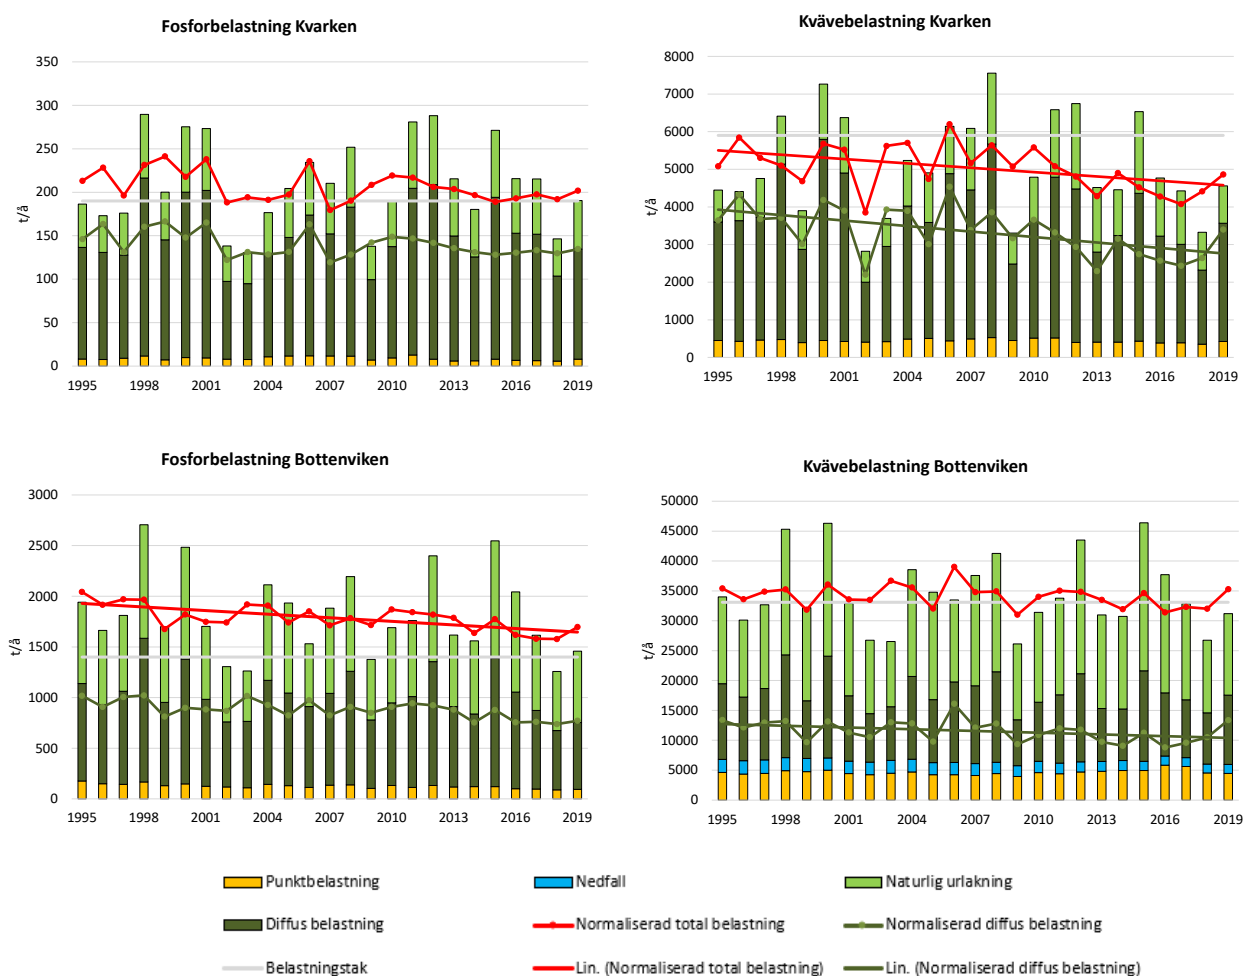 Fosforbelastning Kvarken
350
300
250
200
150
100
50
0
t/å
1995 1998 2001 2004 2007 2010 2013 2016 2019
Kvävebelastning Kvarken
8000
7000
6000
5000
4000
3000
2000
1000
0
t/å
1995 1998 2001 2004 2007 2010 2013 2016 2019
Fosforbelastning Bottenviken
3000
2500
2000
1500
1000
500
0
t/å
1995 1998 2001 2004 2007 2010 2013 2016 2019
Kvävebelastning Bottenviken
50000
45000
40000
35000
30000
25000
20000
15000
10000
5000
0
t/å
1995 1998 2001 2004 2007 2010 2013 2016 2019
Punktbelastning Nedfall Naturlig urlakning
Diffus belastning Normaliserad total belastning Normaliserad diffus belastning
Belastningstak Lin. (Normaliserad total belastning) Lin. (Normaliserad diffus belastning)